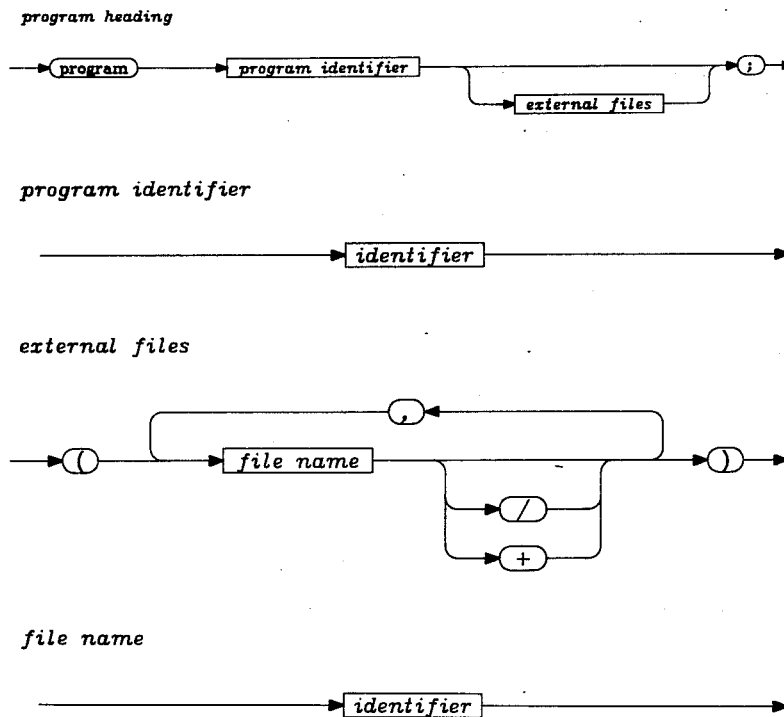 program heading
program program identifier ;
external files
program identifier
identifier
external files
,
( file name )
/
+
file name
identifier